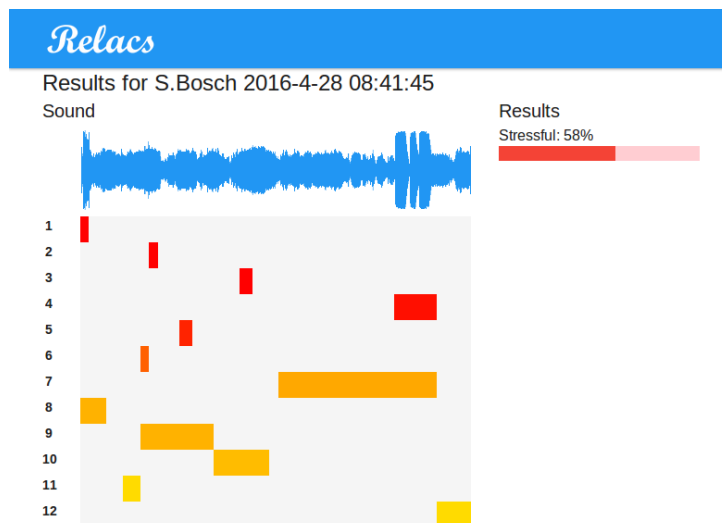 Relacs
Results for S.Bosch 2016-4-28 08:41:45
Sound
Results
Stressful: 58%
1
2
3
4
5
6
7
8
9
10
11
12